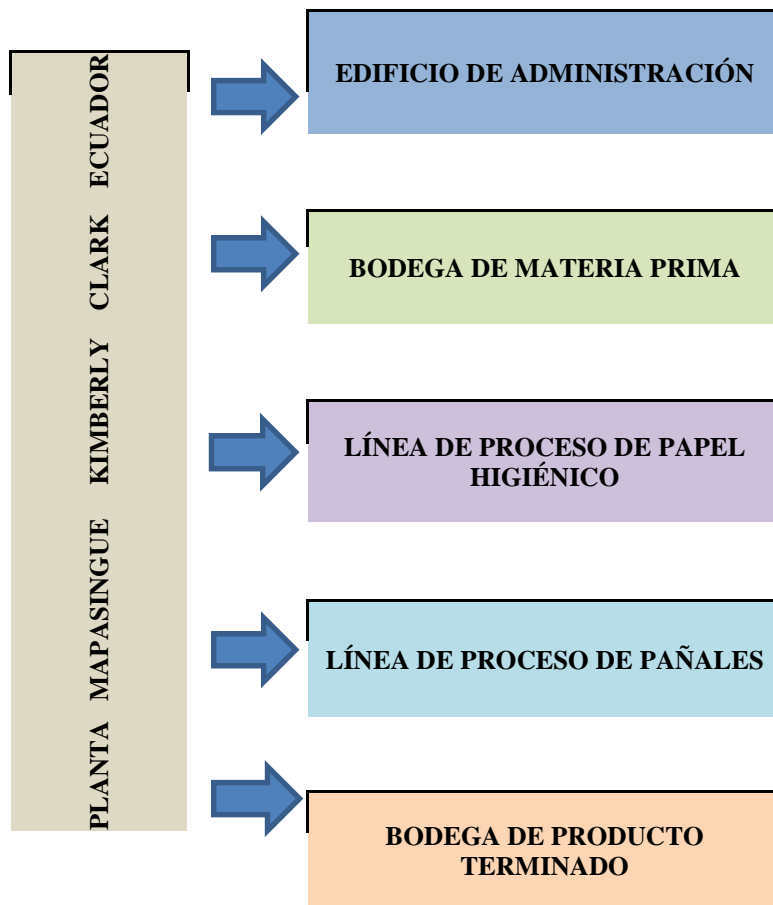 PLANTA MAPASINGUE KIMBERLY CLARK ECUADOR
EDIFICIO DE ADMINISTRACIÓN
BODEGA DE MATERIA PRIMA
LÍNEA DE PROCESO DE PAPEL
HIGIÉNICO
LÍNEA DE PROCESO DE PAÑALES
BODEGA DE PRODUCTO
TERMINADO